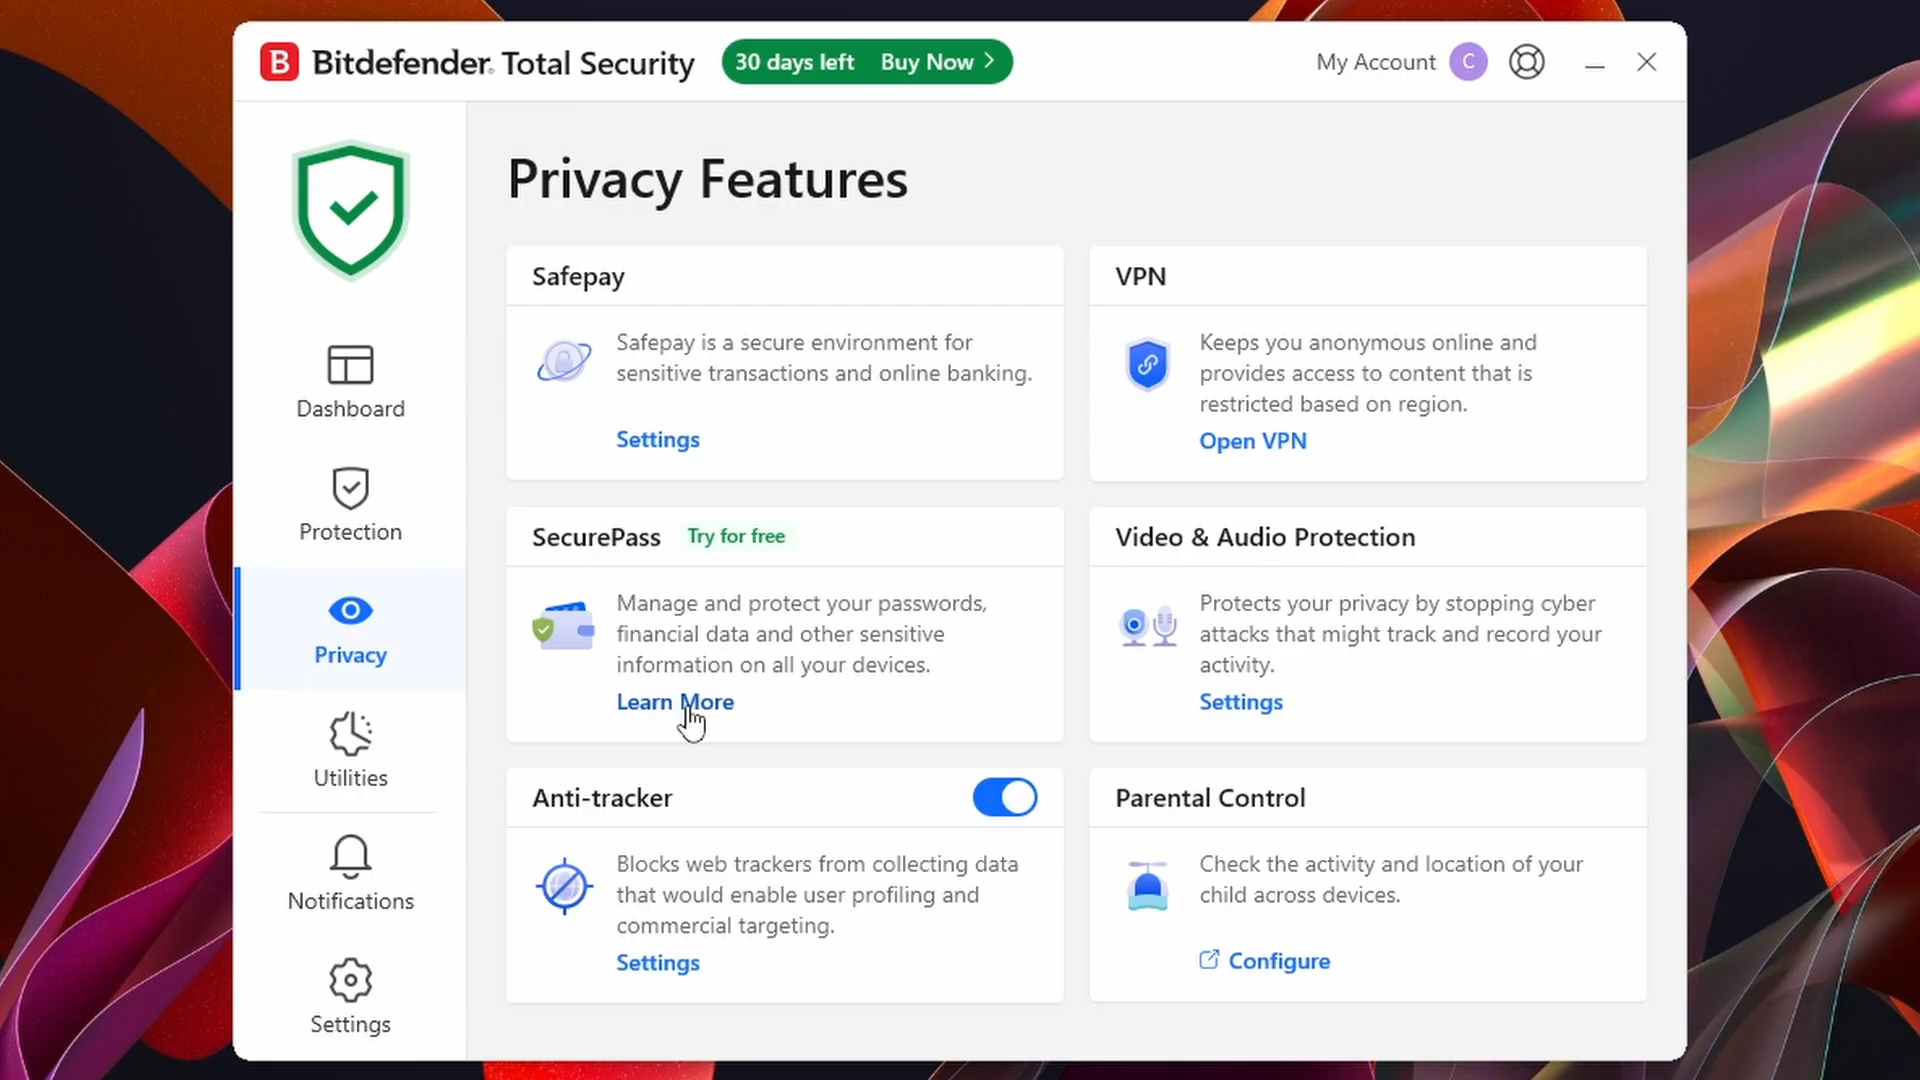 B Bitdefender. Total Security
30 days left Buy Now >
My Account C
Dashboard
Protection
Privacy
Utilities
Notifications
Settings
Privacy Features
Safepay
Safepay is a secure environment for
sensitive transactions and online banking.
Settings
VPN
Keeps you anonymous online and
provides access to content that is
restricted based on region.
Open VPN
SecurePass Try for free
Manage and protect your passwords,
financial data and other sensitive
information on all your devices.
Learn More
Video & Audio Protection
Protects your privacy by stopping cyber
attacks that might track and record your
activity.
Settings
Anti-tracker
Blocks web trackers from collecting data
that would enable user profiling and
commercial targeting.
Settings
Parental Control
Check the activity and location of your
child across devices.
Configure